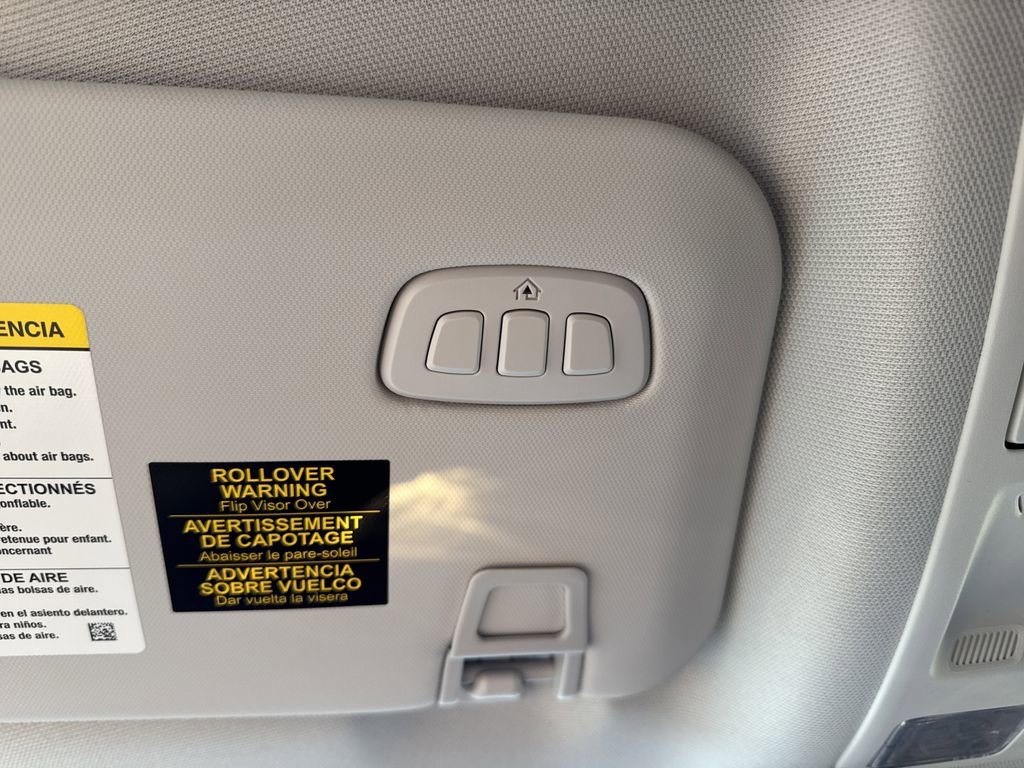 ENCIA
AGS
the air bag.
n.
nt.
about air bags.
ECTIONNÉS
onflable.
ère.
retenue pour enfant.
oncernant
DE AIRE
as bolsas de aire.
en el asiento delantero.
ra niños.
sas de aire.
ROLLOVER
WARNING
Flip Visor Over
AVERTISSEMENT
DE CAPOTAGE
Abaisser le pare-soleil
ADVERTENCIA
SOBRE VUELCO
Dar vuelta la visera